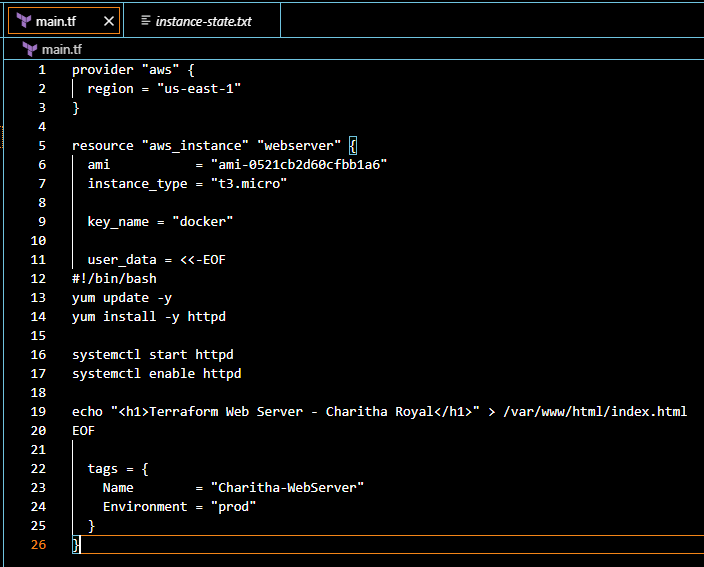 main.tf
instance-state.txt
main.tf
1 provider "aws" {
2   region = "us-east-1"
3 }
4
5 resource "aws_instance" "webserver" {
6   ami           = "ami-0521cb2d60cfbb1a6"
7   instance_type = "t3.micro"
8
9   key_name = "docker"
10
11   user_data = <<-EOF
12 #!/bin/bash
13 yum update -y
14 yum install -y httpd
15
16 systemctl start httpd
17 systemctl enable httpd
18
19 echo "<h1>Terraform Web Server - Charitha Royal</h1>" > /var/www/html/index.html
20 EOF
21
22   tags = {
23     Name        = "Charitha-WebServer"
24     Environment = "prod"
25   }
26 }